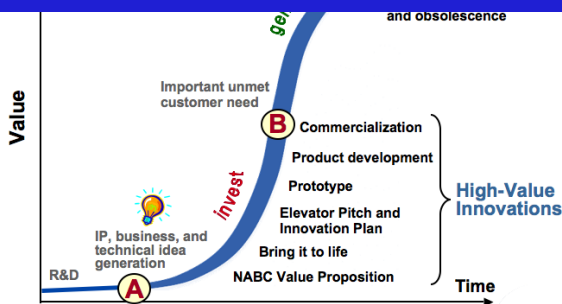 and obsolescence
Important unmet
customer need
Value
B
Commercialization
Product development
Prototype
invest
Elevator Pitch and
Innovation Plan
High-Value
Innovations
IP, business, and
technical idea
generation
Bring it to life
R&D
NABC Value Proposition
A
Time